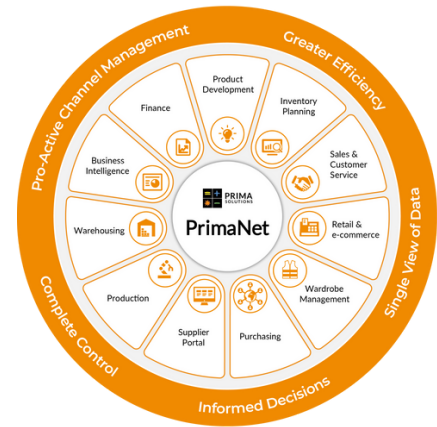 Pro-Active Channel Management
Greater Efficiency
Single View of Data
Informed Decisions
Complete Control
Product
Development
Inventory
Planning
Sales &
Customer
Service
Retail &
e-commerce
Wardrobe
Management
Purchasing
Supplier
Portal
Production
Warehousing
Business
Intelligence
Finance
PRIMA
SOLUTIONS
PrimaNet